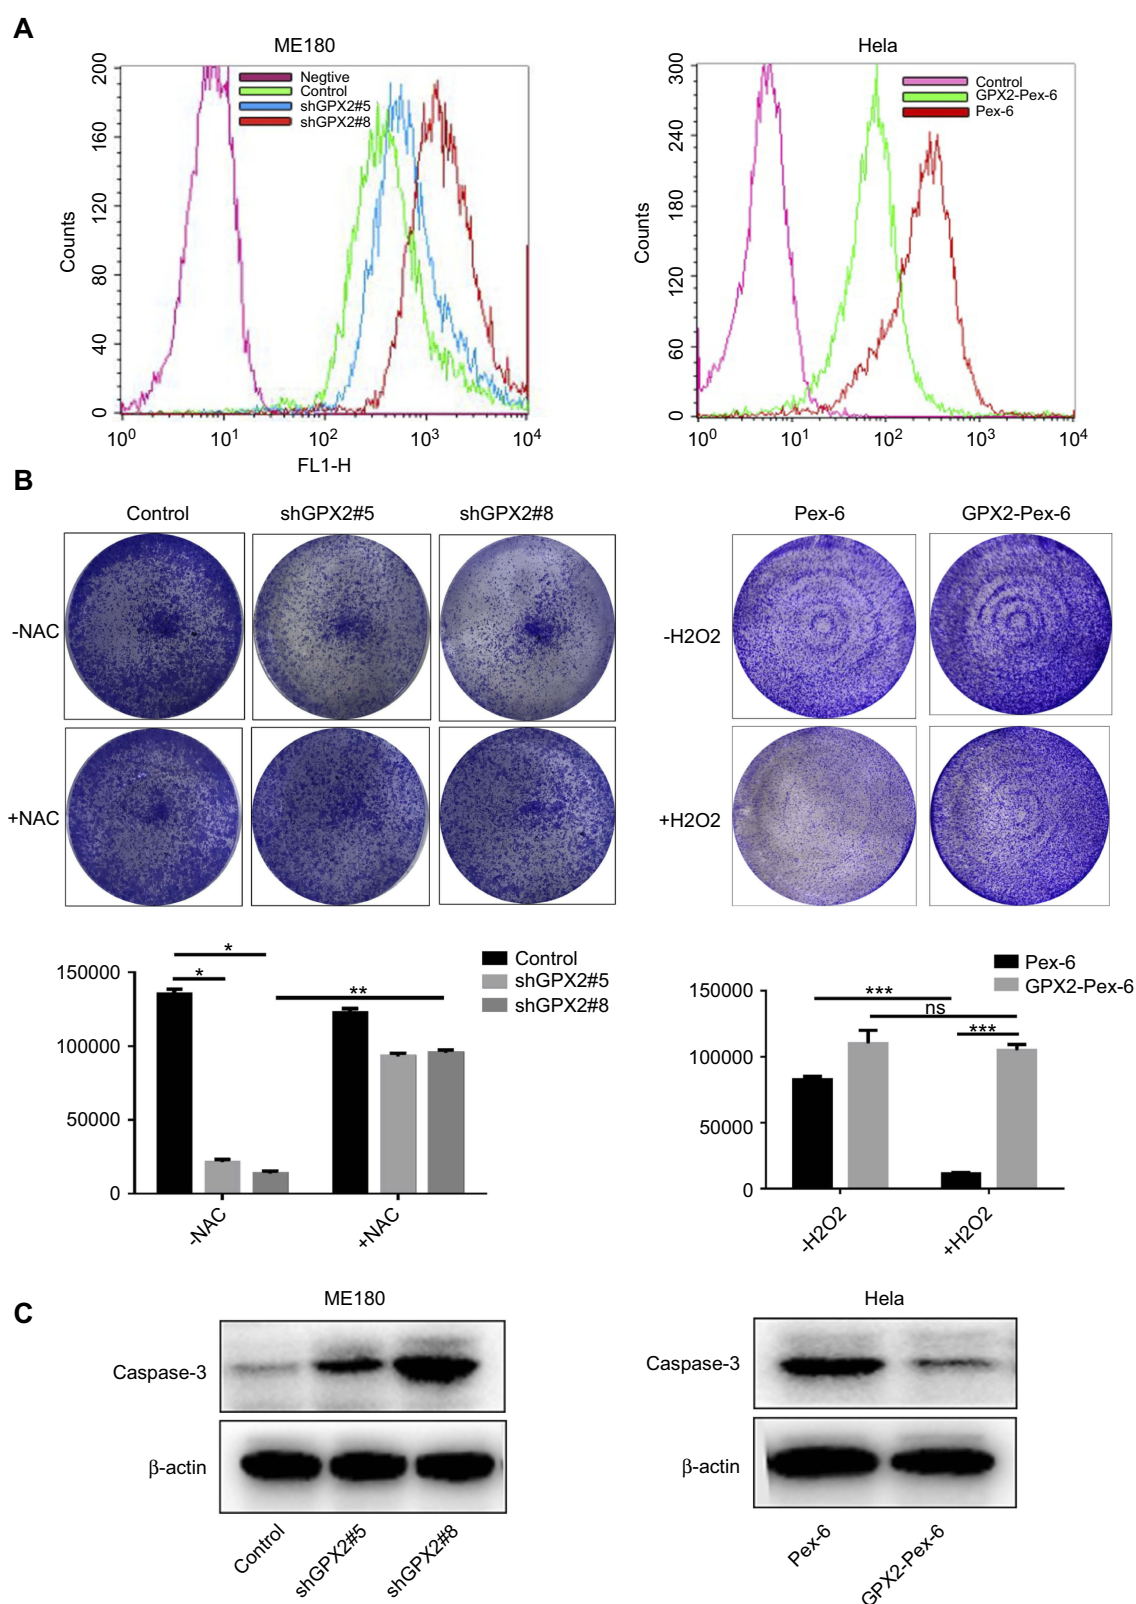 A
ME180
Negtive
Control
shGPX2#5
shGPX2#8
200
160
120
80
40
0
Counts
10⁰ 10¹ 10² 10³ 10⁴
FL1-H
Hela
Control
GPX2-Pex-6
Pex-6
300
240
180
120
60
0
Counts
10⁰ 10¹ 10² 10³ 10⁴
B
Control shGPX2#5 shGPX2#8
-NAC
+NAC
Pex-6 GPX2-Pex-6
-H2O2
+H2O2
Control
shGPX2#5
shGPX2#8
*
*
**
150000
100000
50000
0
-NAC +NAC
Pex-6
GPX2-Pex-6
***
ns
***
150000
100000
50000
0
-H2O2 +H2O2
C
ME180
Caspase-3
β-actin
Control shGPX2#5 shGPX2#8
Hela
Caspase-3
β-actin
Pex-6 GPX2-Pex-6